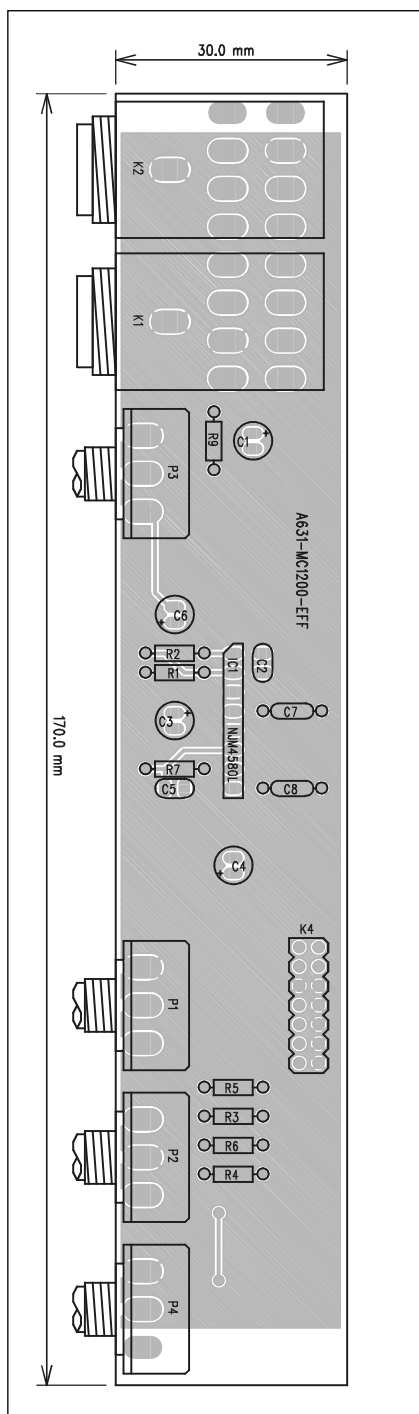 30.0 mm
K2
K1
R9
C1
P3
A631-MC1200-EFF
C6
R2
IC1
C2
R1
170.0 mm
C3
C7
NJM4580L
R7
C5
C8
C4
K4
P1
R5
R3
P2
R6
R4
P4